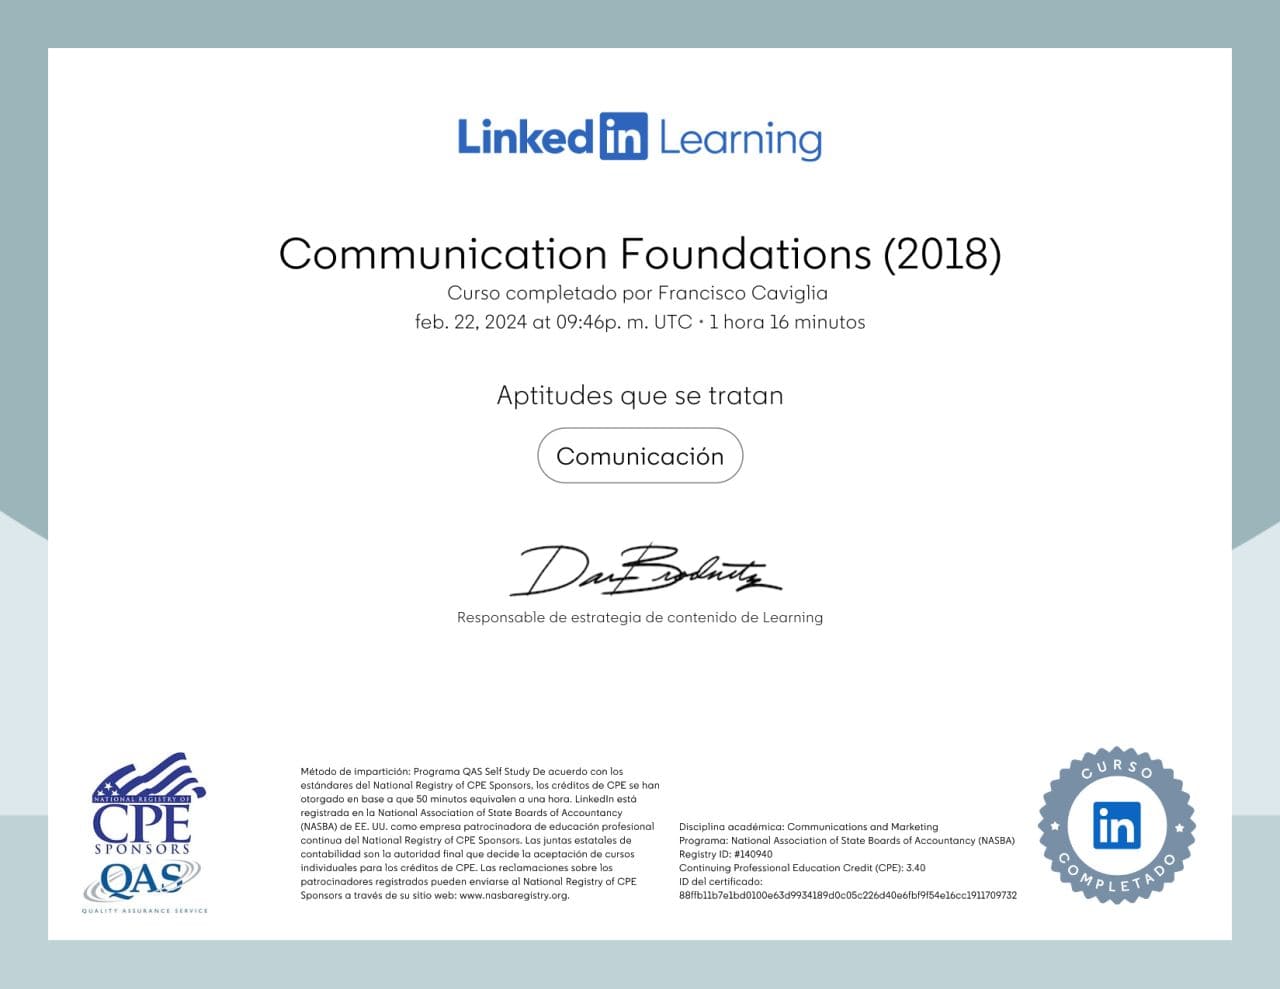 LinkedIn Learning
Communication Foundations (2018)
Curso completado por Francisco Caviglia
feb. 22, 2024 at 09:46p. m. UTC • 1 hora 16 minutos
Aptitudes que se tratan
Comunicación
Dan Brodnitz
Responsable de estrategia de contenido de Learning
NATIONAL REGISTRY OF
CPE
SPONSORS
QAS
QUALITY ASSURANCE SERVICE
Método de impartición: Programa QAS Self Study De acuerdo con los
estándares del National Registry of CPE Sponsors, los créditos de CPE se han
otorgado en base a que 50 minutos equivalen a una hora. LinkedIn está
registrada en la National Association of State Boards of Accountancy
(NASBA) de EE. UU. como empresa patrocinadora de educación profesional
continua del National Registry of CPE Sponsors. Las juntas estatales de
contabilidad son la autoridad final que decide la aceptación de cursos
individuales para los créditos de CPE. Las reclamaciones sobre los
patrocinadores registrados pueden enviarse al National Registry of CPE
Sponsors a través de su sitio web: www.nasbaregistry.org.
Disciplina académica: Communications and Marketing
Programa: National Association of State Boards of Accountancy (NASBA)
Registry ID: #140940
Continuing Professional Education Credit (CPE): 3.40
ID del certificado:
88ffb11b7e1bd0100e63d9934189d0c05c226d40e6fbf9f54e16cc1911709732
CURSO
in
COMPLETADO